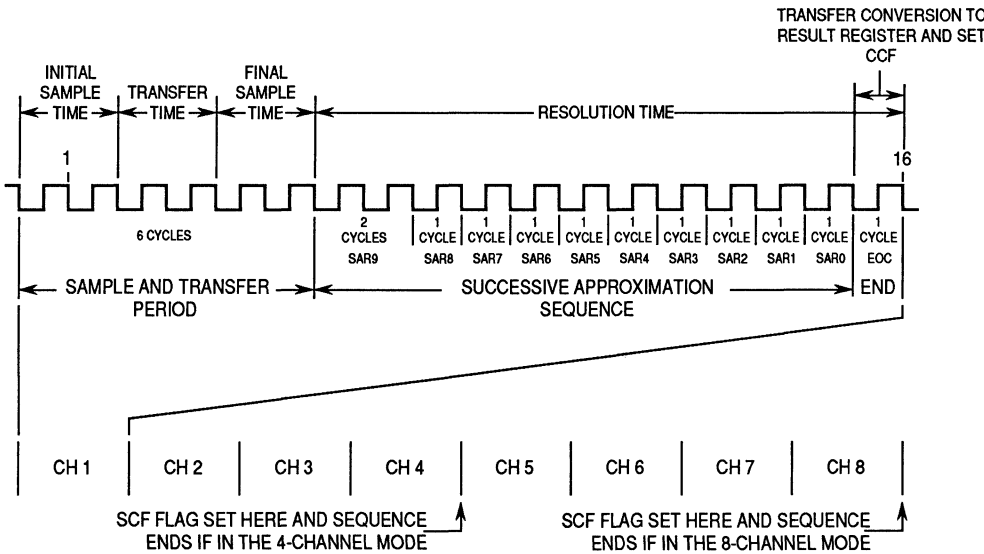 TRANSFER CONVERSION TO
RESULT REGISTER AND SET
CCF
INITIAL
SAMPLE
TIME
TRANSFER
TIME
FINAL
SAMPLE
TIME
RESOLUTION TIME
1
16
6 CYCLES
2
CYCLES
SAR9
1
CYCLE
SAR8
1
CYCLE
SAR7
1
CYCLE
SAR6
1
CYCLE
SAR5
1
CYCLE
SAR4
1
CYCLE
SAR3
1
CYCLE
SAR2
1
CYCLE
SAR1
1
CYCLE
SAR0
1
CYCLE
EOC
SAMPLE AND TRANSFER
PERIOD
SUCCESSIVE APPROXIMATION
SEQUENCE
END
CH 1
CH 2
CH 3
CH 4
CH 5
CH 6
CH 7
CH 8
SCF FLAG SET HERE AND SEQUENCE
ENDS IF IN THE 4-CHANNEL MODE
SCF FLAG SET HERE AND SEQUENCE
ENDS IF IN THE 8-CHANNEL MODE